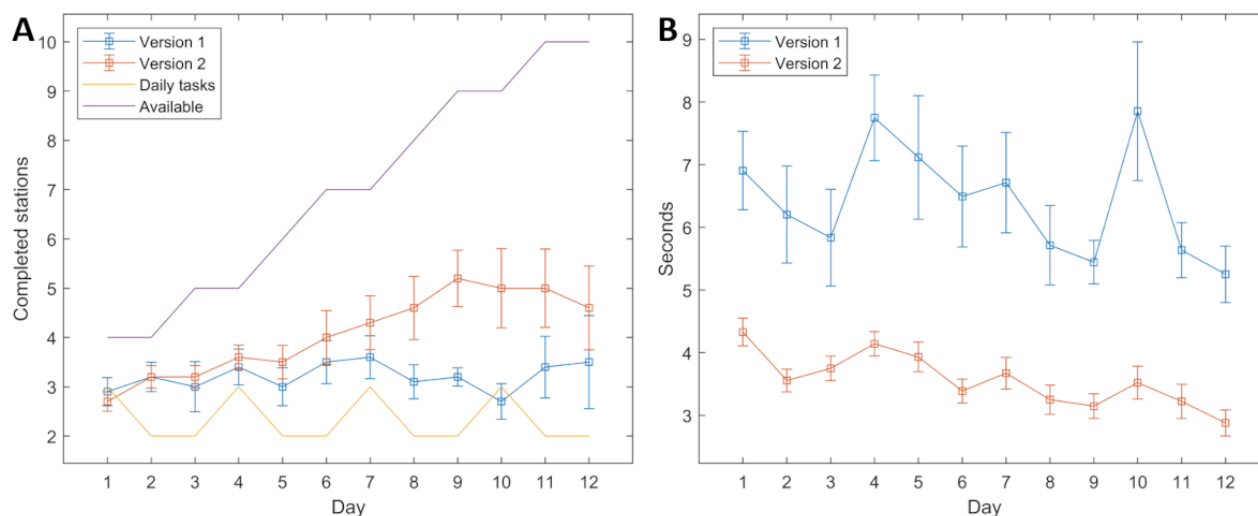 A
Version 1
Version 2
Daily tasks
Available
Completed stations
10
9
8
7
6
5
4
3
2
1 2 3 4 5 6 7 8 9 10 11 12
Day
B
Version 1
Version 2
Seconds
9
8
7
6
5
4
3
1 2 3 4 5 6 7 8 9 10 11 12
Day